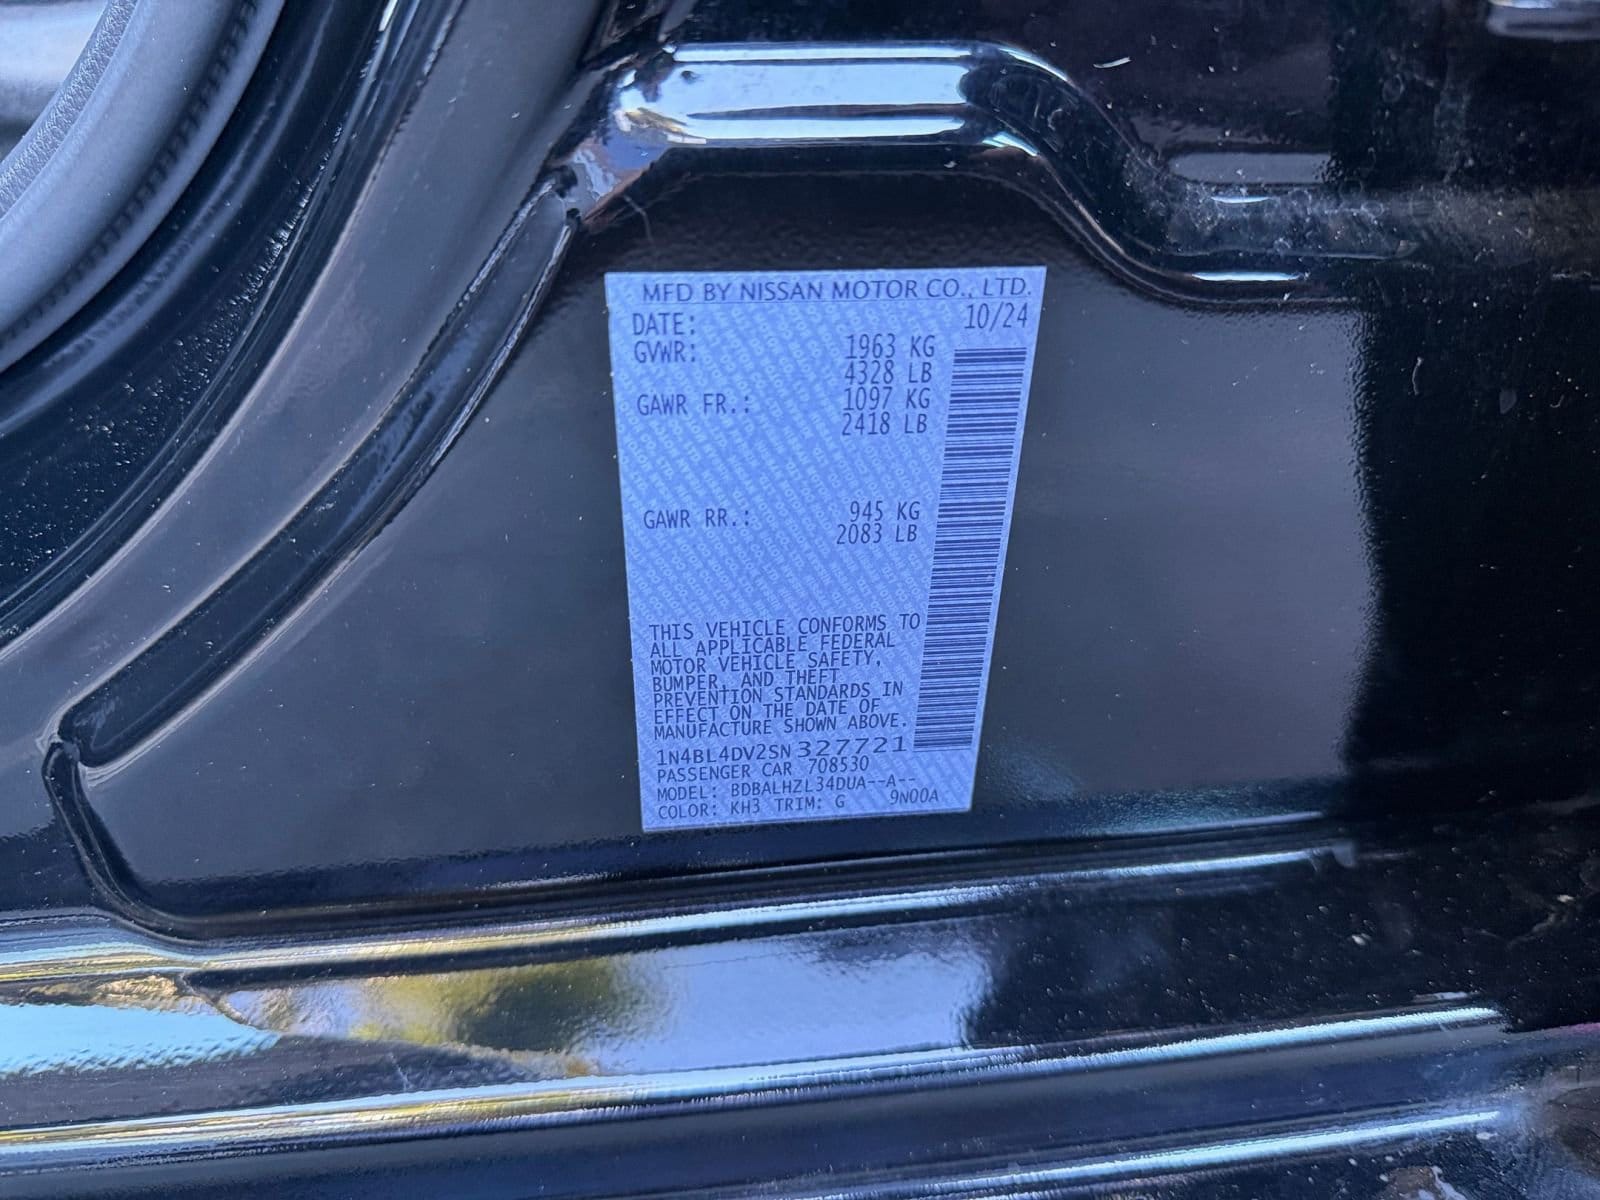 MFD BY NISSAN MOTOR CO., LTD.
DATE: 10/24
GVWR: 1963 KG
4328 LB
GAWR FR.: 1097 KG
2418 LB
GAWR RR.: 945 KG
2083 LB
THIS VEHICLE CONFORMS TO
ALL APPLICABLE FEDERAL
MOTOR VEHICLE SAFETY,
BUMPER, AND THEFT
PREVENTION STANDARDS IN
EFFECT ON THE DATE OF
MANUFACTURE SHOWN ABOVE.
1N4BL4DV2SN327721
PASSENGER CAR 708530
MODEL: BDBALHZL34DUA--A--
COLOR: KH3 TRIM: G 9N00A